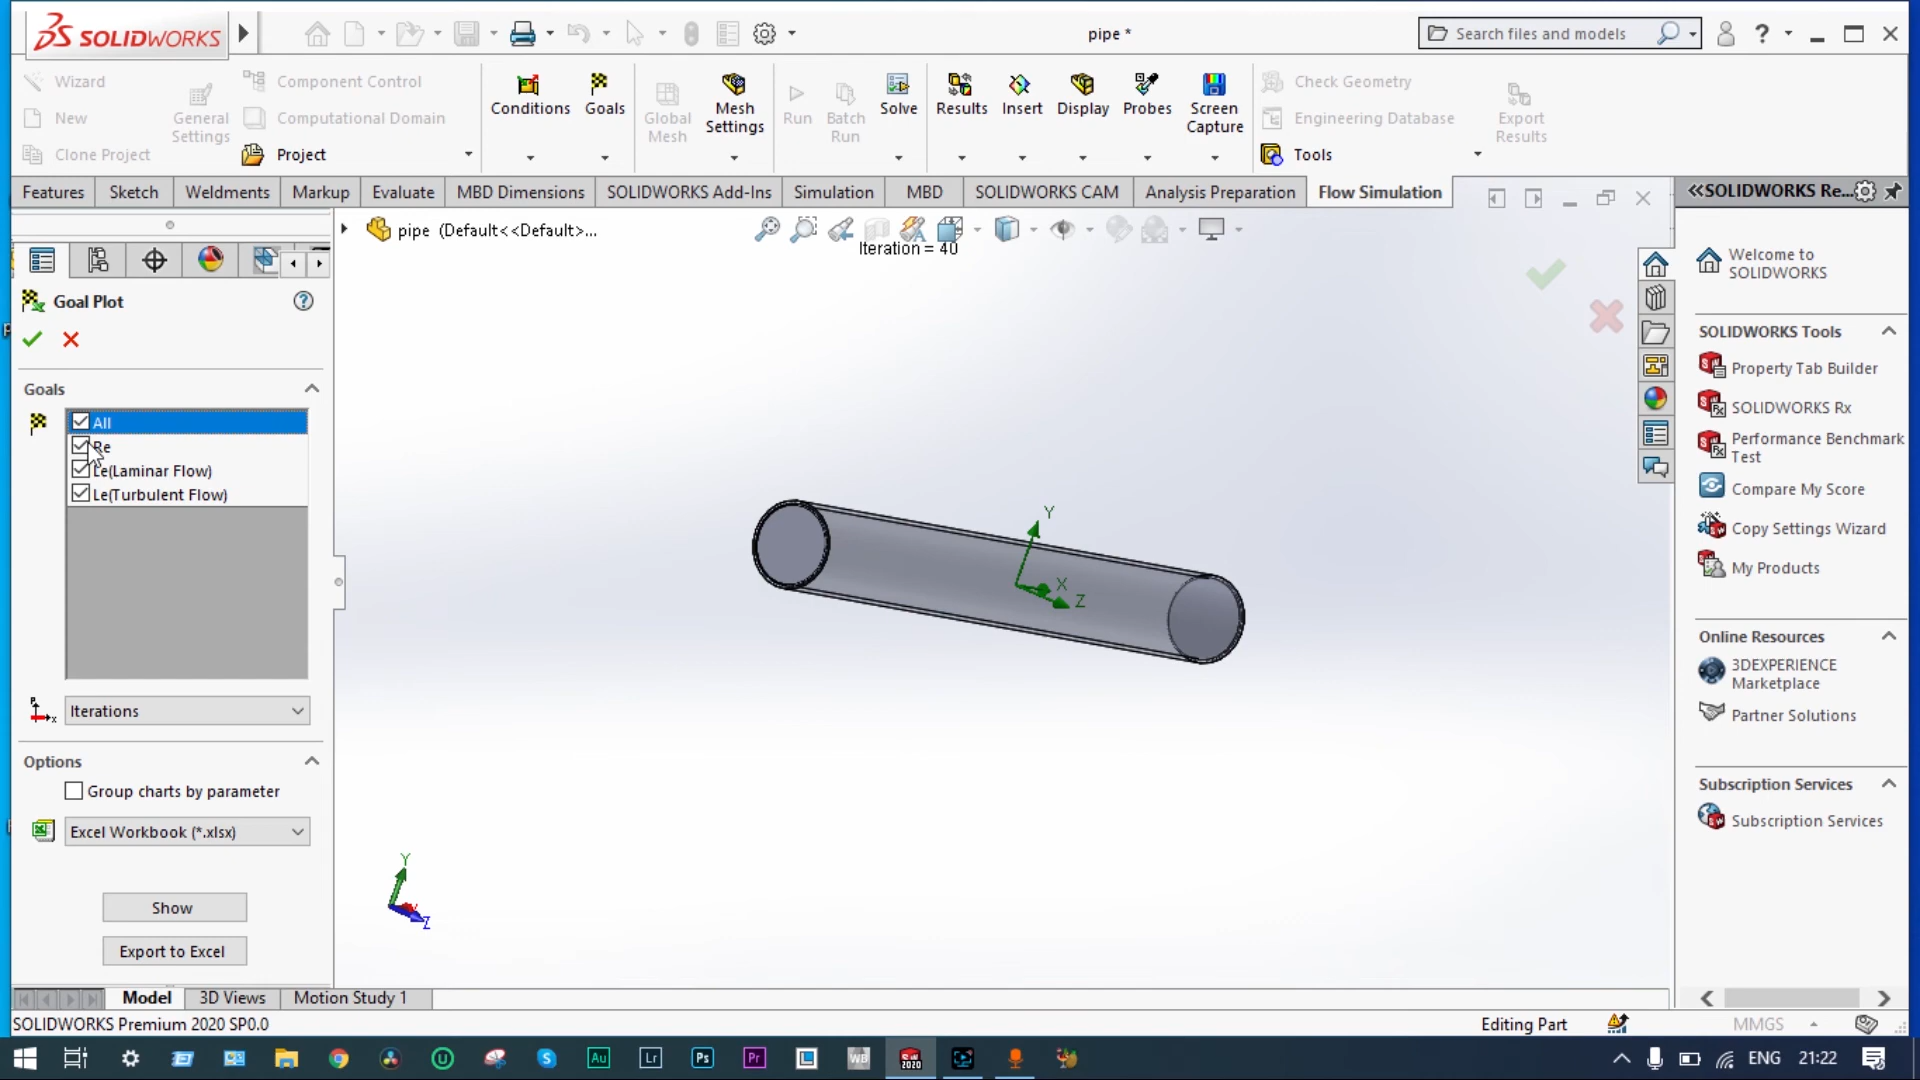 SOLIDWORKS
pipe *
Search files and models
Wizard
New
Clone Project
General Settings
Component Control
Computational Domain
Project
Conditions
Goals
Global Mesh
Mesh Settings
Run
Batch Run
Solve
Results
Insert
Display
Probes
Screen Capture
Check Geometry
Engineering Database
Tools
Export Results
Features
Sketch
Weldments
Markup
Evaluate
MBD Dimensions
SOLIDWORKS Add-Ins
Simulation
MBD
SOLIDWORKS CAM
Analysis Preparation
Flow Simulation
SOLIDWORKS Re...
pipe (Default<<Default>...
Iteration = 40
Goal Plot
Goals
All
Re
Le(Laminar Flow)
Le(Turbulent Flow)
Iterations
Options
Group charts by parameter
Excel Workbook (*.xlsx)
Show
Export to Excel
Y
X
Z
Y
Z
Welcome to
SOLIDWORKS
SOLIDWORKS Tools
Property Tab Builder
SOLIDWORKS Rx
Performance Benchmark
Test
Compare My Score
Copy Settings Wizard
My Products
Online Resources
3DEXPERIENCE
Marketplace
Partner Solutions
Subscription Services
Subscription Services
Model
3D Views
Motion Study 1
SOLIDWORKS Premium 2020 SP0.0
Editing Part
MMGS
Au
Lr
Ps
Pr
WB
SW
2020
ENG
21:22